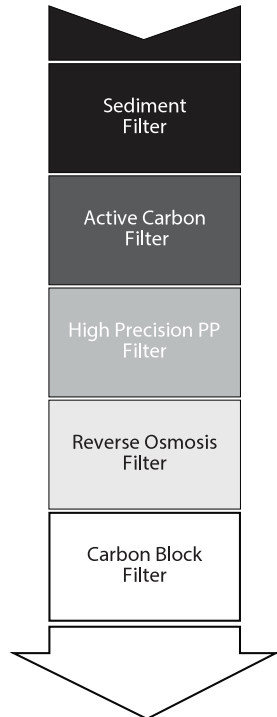 Sediment
Filter
Active Carbon
Filter
High Precision PP
Filter
Reverse Osmosis
Filter
Carbon Block
Filter